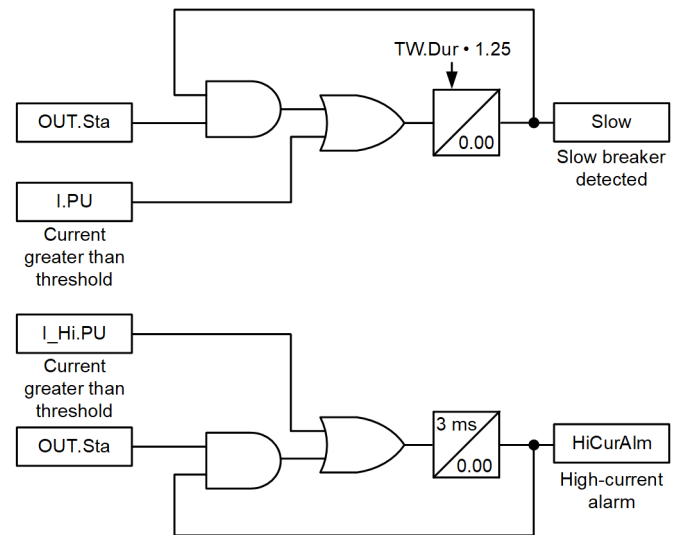 TW.Dur • 1.25
OUT.Sta
0.00
Slow
Slow breaker
detected
I.PU
Current
greater than
threshold
I_Hi.PU
Current
greater than
threshold
OUT.Sta
3 ms
0.00
HiCurAlm
High-current
alarm